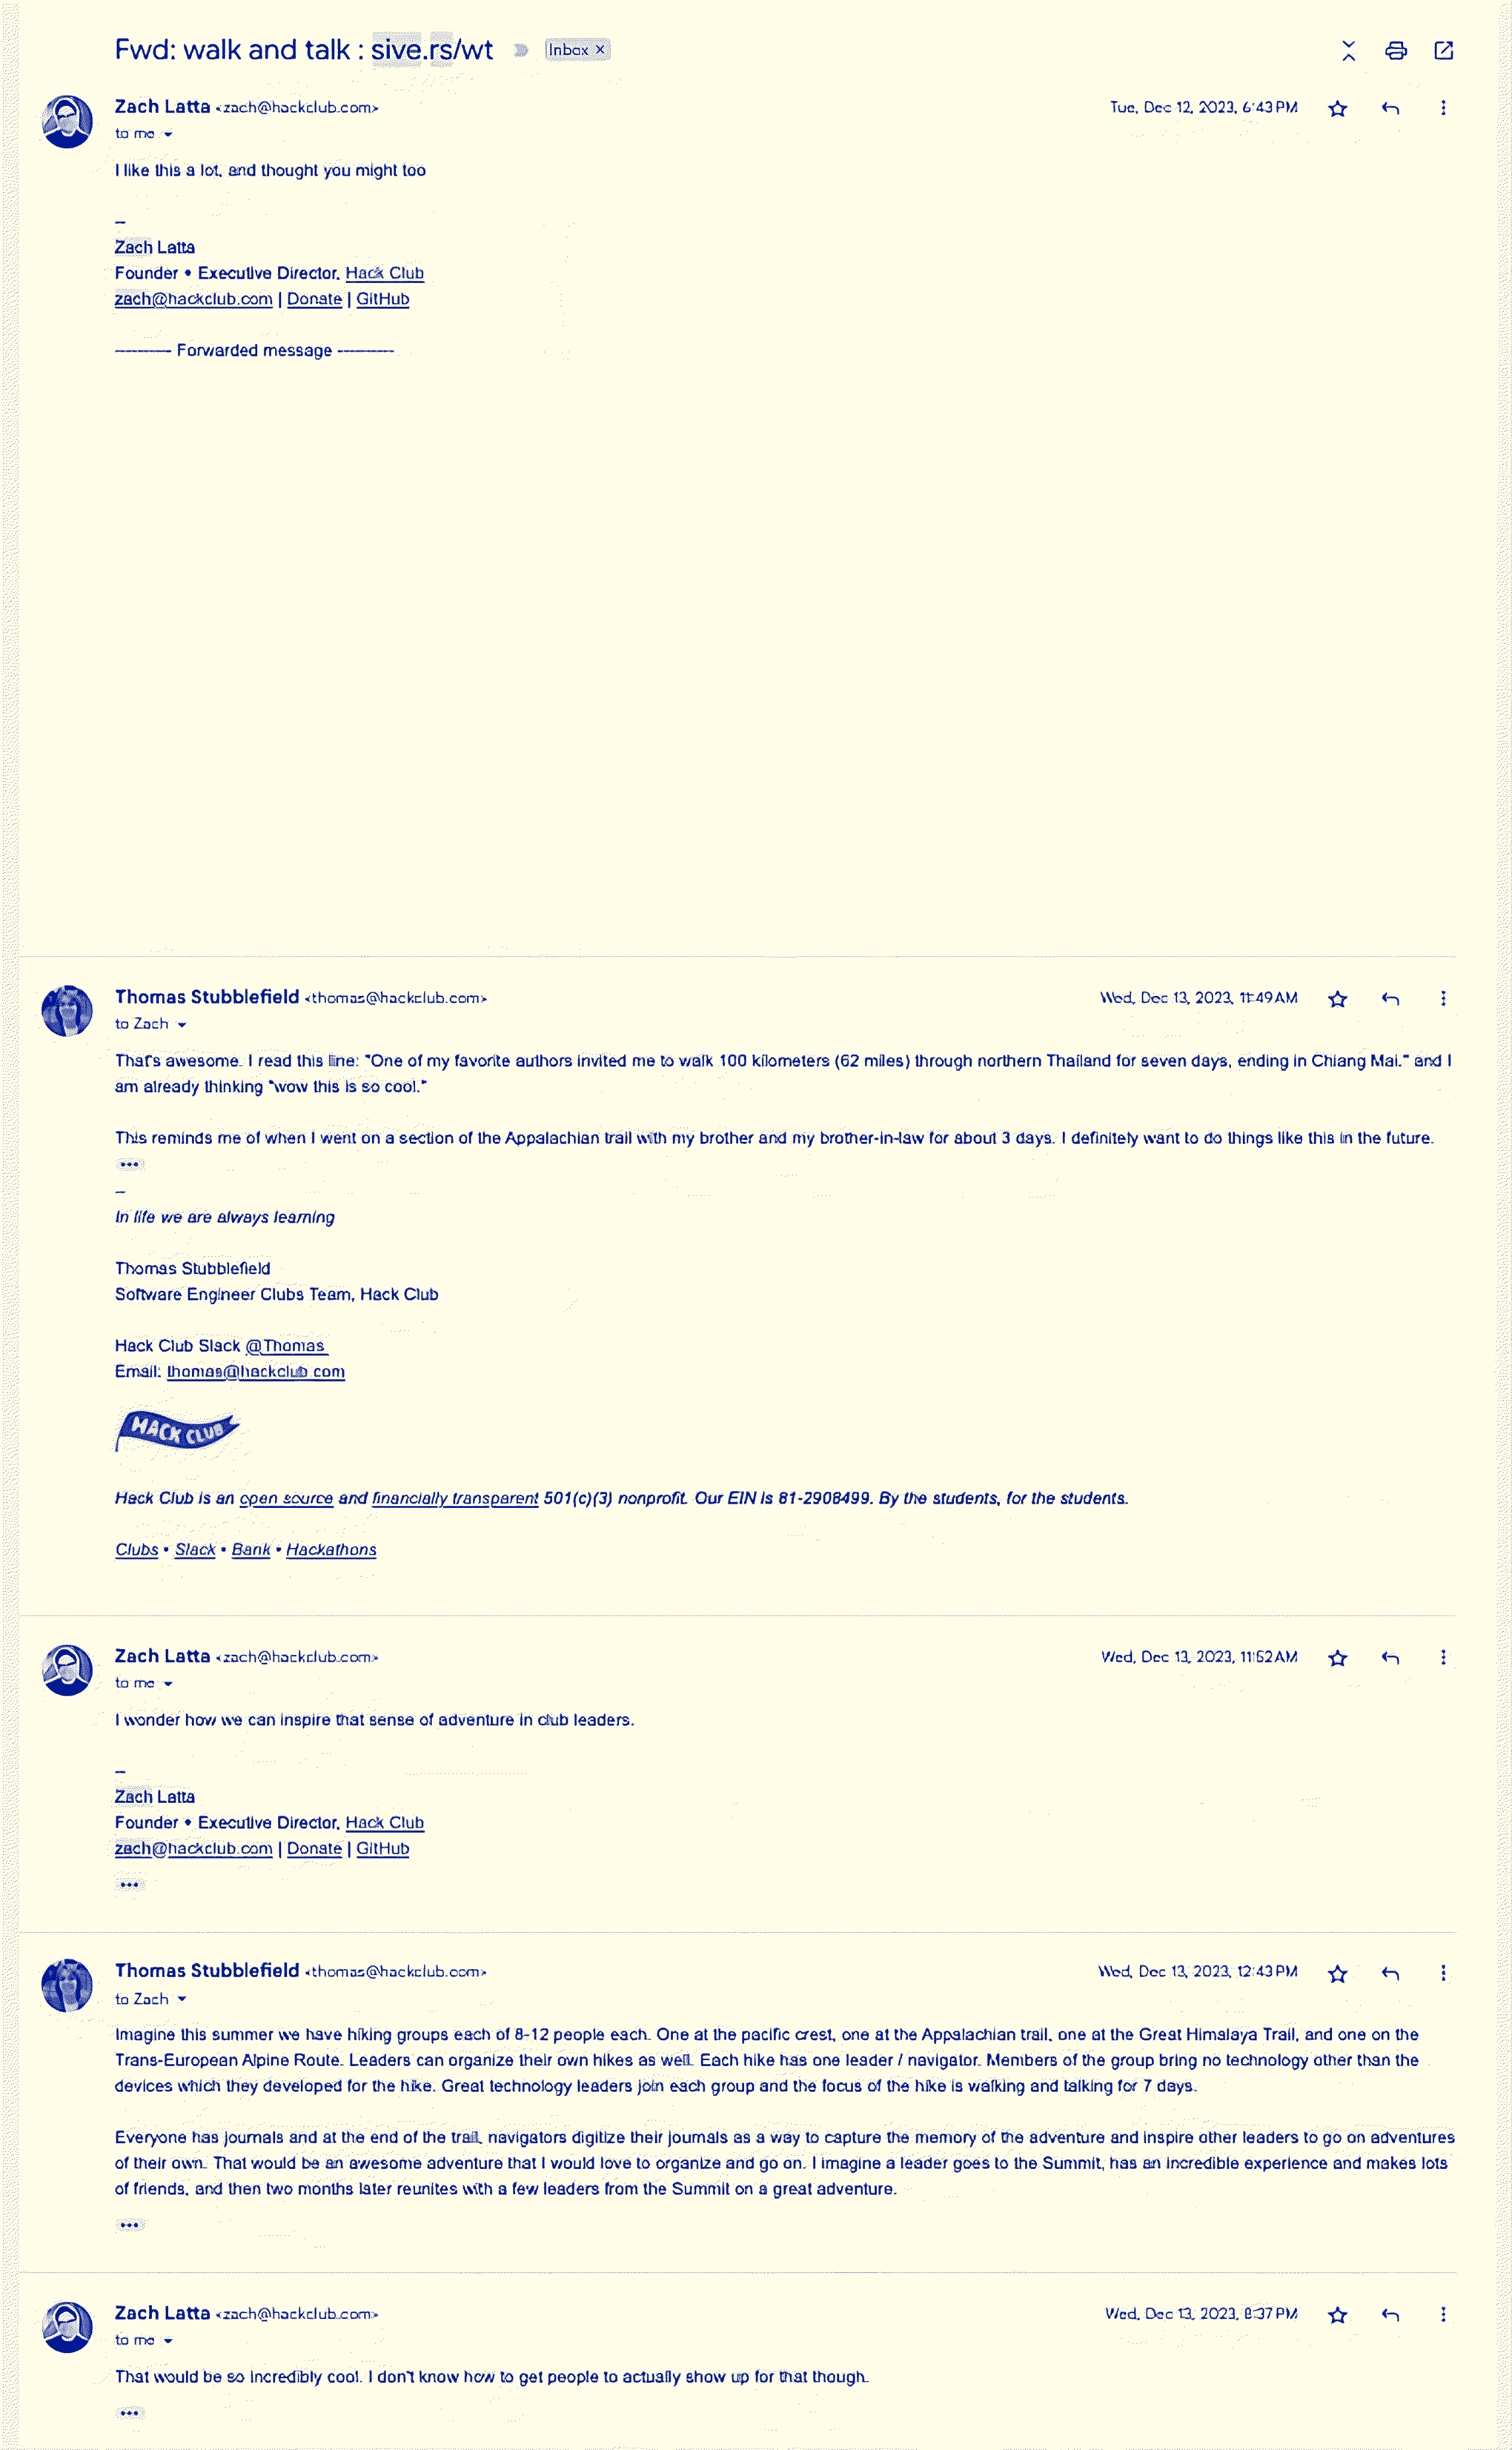 Fwd: walk and talk : sive.rs/wt Inbox ×
Zach Latta <zach@hackclub.com> Tue, Dec 12, 2023, 6:43 PM
to me
I like this a lot, and thought you might too
--
Zach Latta
Founder • Executive Director, Hack Club
zach@hackclub.com | Donate | GitHub
---------- Forwarded message ---------
Thomas Stubblefield <thomas@hackclub.com> Wed, Dec 13, 2023, 11:49 AM
to Zach
That's awesome. I read this line: "One of my favorite authors invited me to walk 100 kilometers (62 miles) through northern Thailand for seven days, ending in Chiang Mai." and I
am already thinking "wow this is so cool."
This reminds me of when I went on a section of the Appalachian trail with my brother and my brother-in-law for about 3 days. I definitely want to do things like this in the future.
•••
--
In life we are always learning
Thomas Stubblefield
Software Engineer Clubs Team, Hack Club
Hack Club Slack @Thomas
Email: thomas@hackclub.com
HACK CLUB
Hack Club is an open source and financially transparent 501(c)(3) nonprofit. Our EIN is 81-2908499. By the students, for the students.
Clubs • Slack • Bank • Hackathons
Zach Latta <zach@hackclub.com> Wed, Dec 13, 2023, 11:52 AM
to me
I wonder how we can inspire that sense of adventure in club leaders.
--
Zach Latta
Founder • Executive Director, Hack Club
zach@hackclub.com | Donate | GitHub
•••
Thomas Stubblefield <thomas@hackclub.com> Wed, Dec 13, 2023, 12:43 PM
to Zach
Imagine this summer we have hiking groups each of 8-12 people each. One at the pacific crest, one at the Appalachian trail, one at the Great Himalaya Trail, and one on the
Trans-European Alpine Route. Leaders can organize their own hikes as well. Each hike has one leader / navigator. Members of the group bring no technology other than the
devices which they developed for the hike. Great technology leaders join each group and the focus of the hike is walking and talking for 7 days.
Everyone has journals and at the end of the trail, navigators digitize their journals as a way to capture the memory of the adventure and inspire other leaders to go on adventures
of their own. That would be an awesome adventure that I would love to organize and go on. I imagine a leader goes to the Summit, has an incredible experience and makes lots
of friends, and then two months later reunites with a few leaders from the Summit on a great adventure.
•••
Zach Latta <zach@hackclub.com> Wed, Dec 13, 2023, 8:37 PM
to me
That would be so incredibly cool. I don't know how to get people to actually show up for that though.
•••